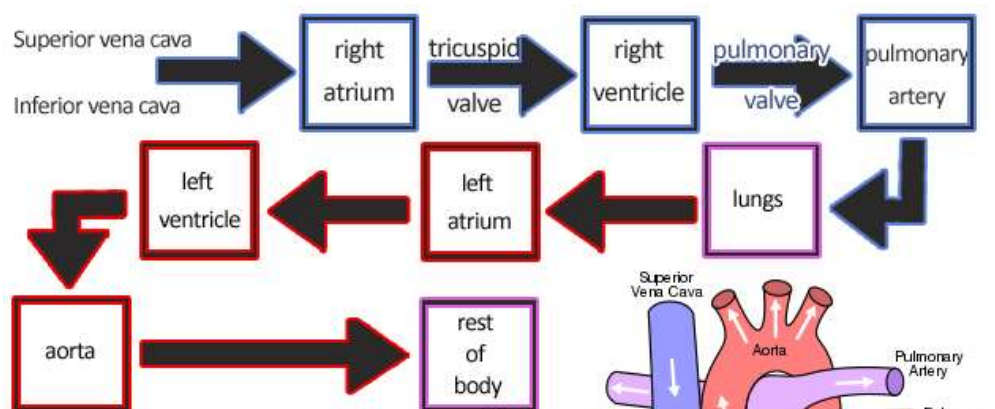 Superior vena cava
Inferior vena cava
right
atrium
tricuspid
valve
right
ventricle
pulmonary
valve
pulmonary
artery
left
ventricle
left
atrium
lungs
aorta
rest
of
body
Superior
Vena Cava
Aorta
Pulmonary
Artery